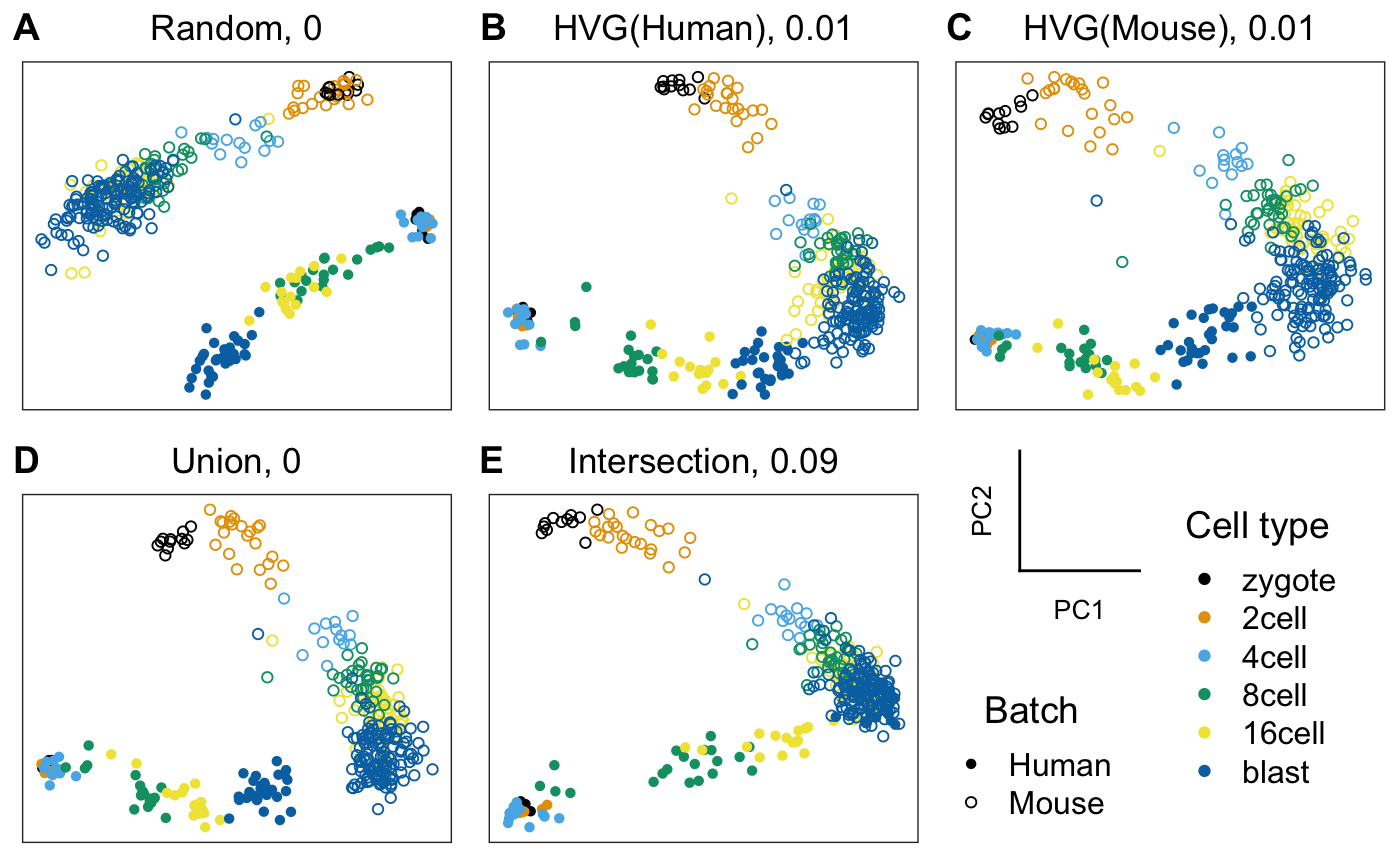 A Random, 0
B HVG(Human), 0.01
C HVG(Mouse), 0.01
D Union, 0
E Intersection, 0.09
PC2
PC1
Batch
Human
Mouse
Cell type
zygote
2cell
4cell
8cell
16cell
blast